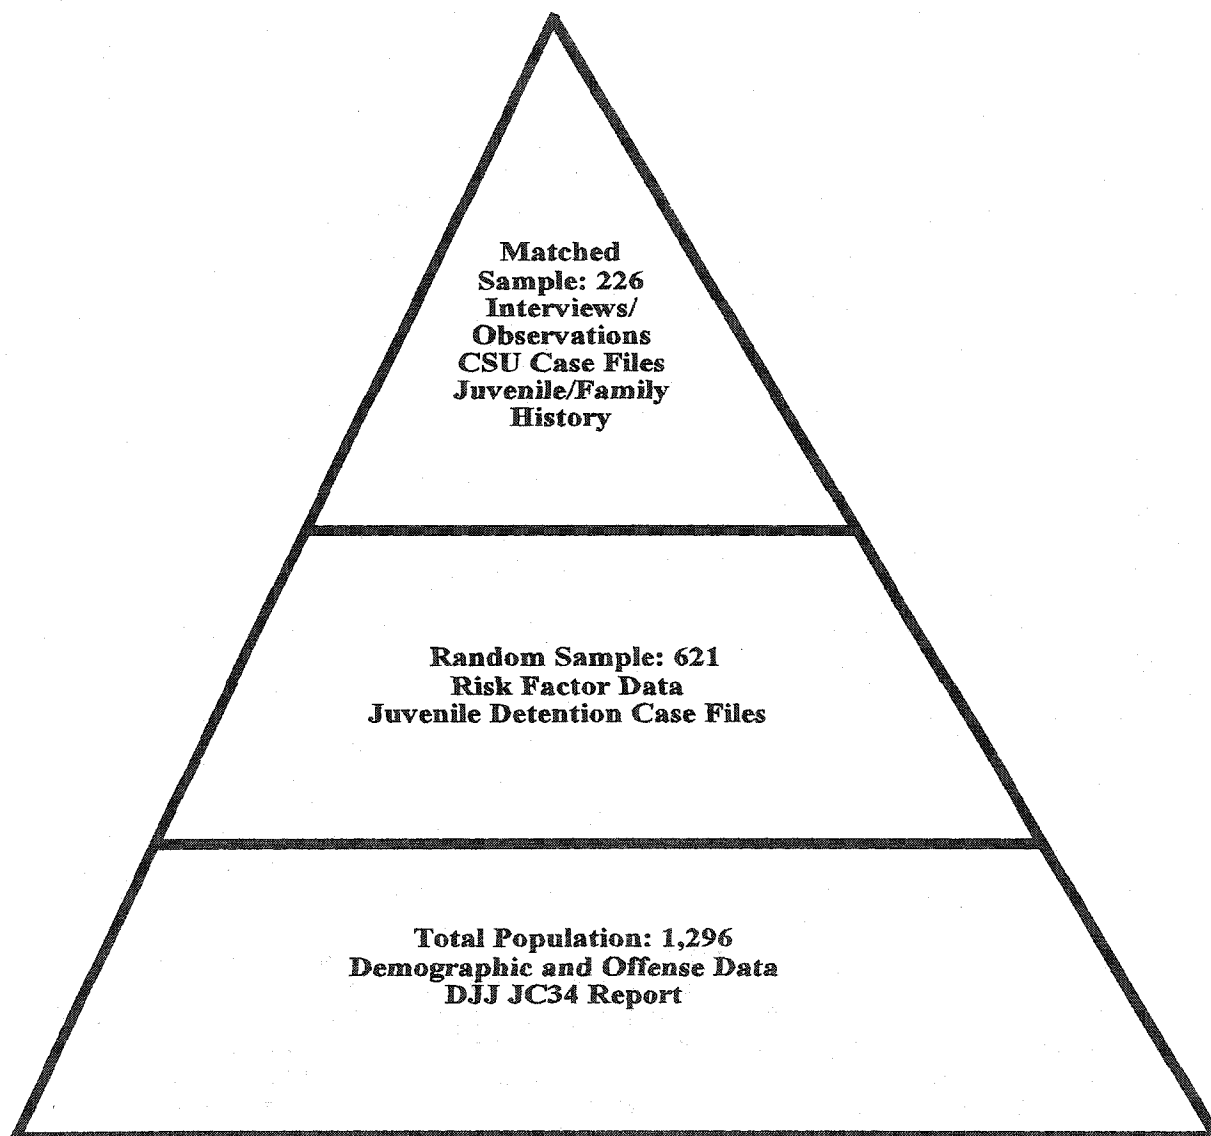 Matched
Sample: 226
Interviews/
Observations
CSU Case Files
Juvenile/Family
History
Random Sample: 621
Risk Factor Data
Juvenile Detention Case Files
Total Population: 1,296
Demographic and Offense Data
DJJ JC34 Report